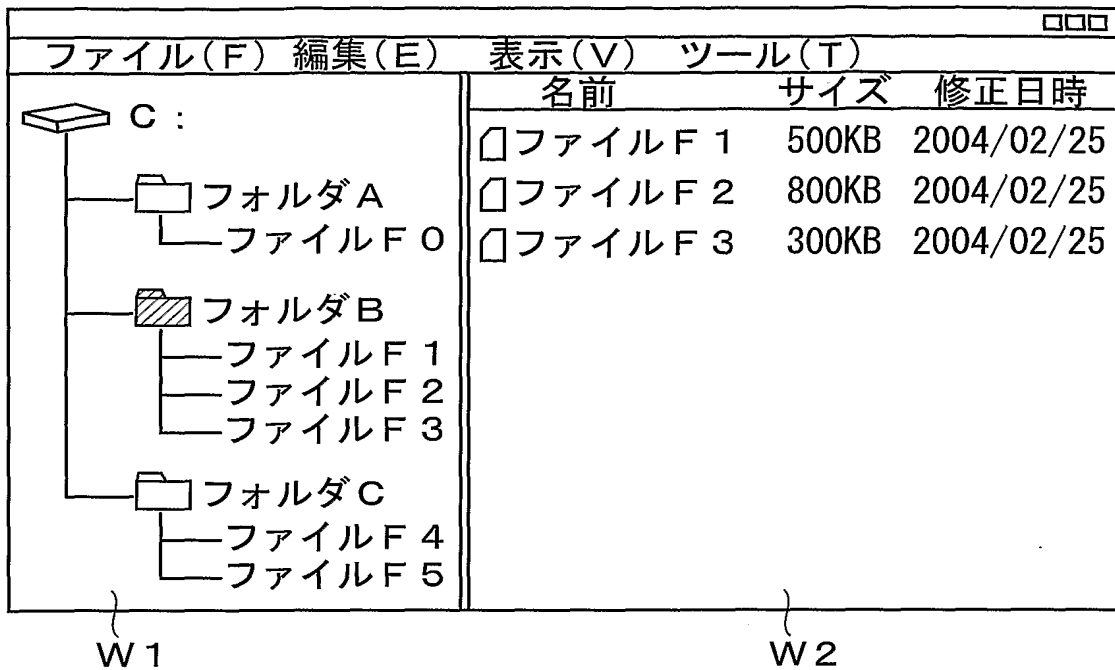 ファイル(F) 編集(E) 表示(V) ツール(T)
C:
フォルダA
ファイルF0
フォルダB
ファイルF1
ファイルF2
ファイルF3
フォルダC
ファイルF4
ファイルF5
名前 サイズ 修正日時
ファイルF1 500KB 2004/02/25
ファイルF2 800KB 2004/02/25
ファイルF3 300KB 2004/02/25
W1 W2